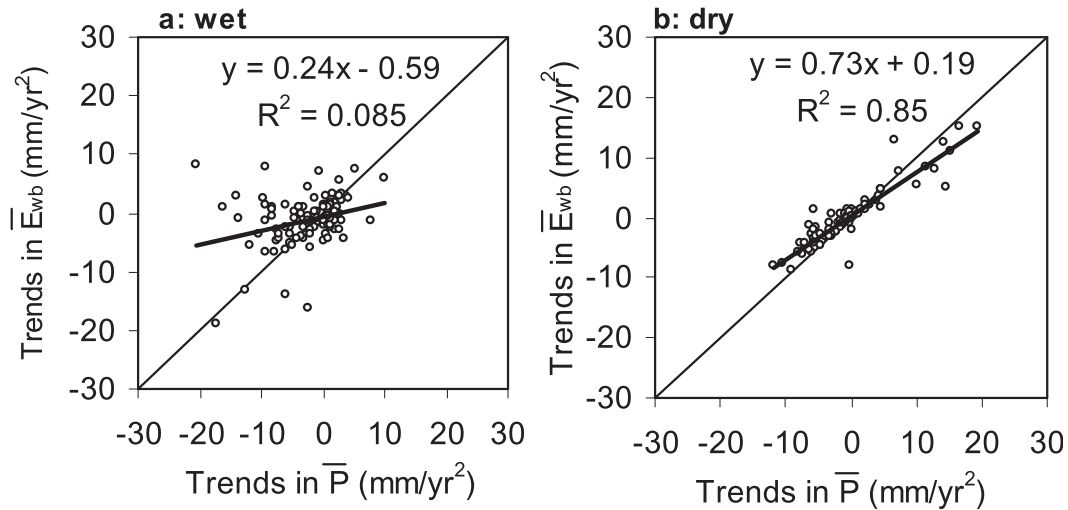 a: wet
30
20
10
0
-10
-20
-30
-30 -20 -10 0 10 20 30
y = 0.24x - 0.59
R² = 0.085
Trends in E̅wb (mm/yr²)
Trends in P̅ (mm/yr²)
b: dry
30
20
10
0
-10
-20
-30
-30 -20 -10 0 10 20 30
y = 0.73x + 0.19
R² = 0.85
Trends in E̅wb (mm/yr²)
Trends in P̅ (mm/yr²)